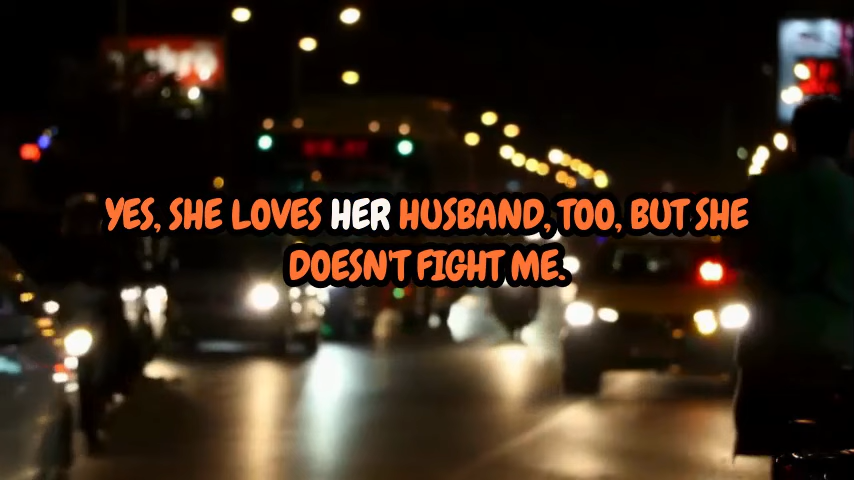 YES, SHE LOVES HER HUSBAND, TOO, BUT SHE
DOESN'T FIGHT ME.